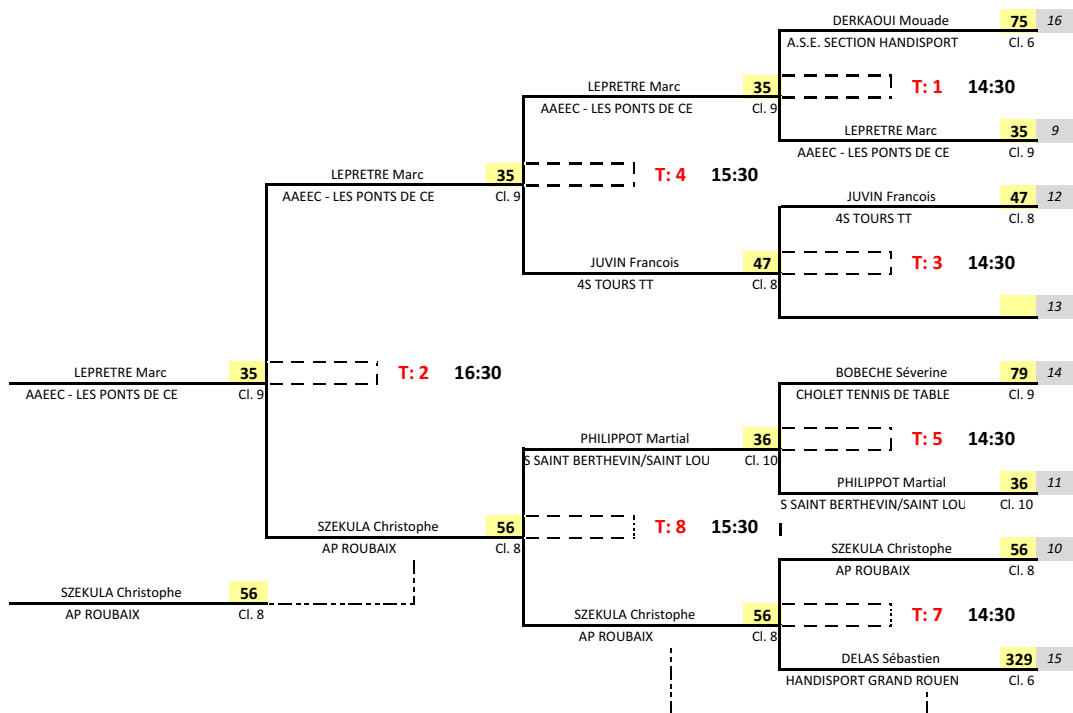 DERKAOUI Mouade 75 16
A.S.E. SECTION HANDISPORT Cl. 6
LEPRETRE Marc 35 T: 1 14:30
AAEEC - LES PONTS DE CE Cl. 9
LEPRETRE Marc 35 9
AAEEC - LES PONTS DE CE Cl. 9
LEPRETRE Marc 35 T: 4 15:30
AAEEC - LES PONTS DE CE Cl. 9
JUVIN Francois 47 12
4S TOURS TT Cl. 8
JUVIN Francois 47 T: 3 14:30
4S TOURS TT Cl. 8
13
LEPRETRE Marc 35 T: 2 16:30
AAEEC - LES PONTS DE CE Cl. 9
BOBECHE Séverine 79 14
CHOLET TENNIS DE TABLE Cl. 9
PHILIPPOT Martial 36 T: 5 14:30
S SAINT BERTHEVIN/SAINT LOU Cl. 10
PHILIPPOT Martial 36 11
S SAINT BERTHEVIN/SAINT LOU Cl. 10
SZEKULA Christophe 56 T: 8 15:30
AP ROUBAIX Cl. 8
SZEKULA Christophe 56 10
AP ROUBAIX Cl. 8
SZEKULA Christophe 56
AP ROUBAIX Cl. 8
SZEKULA Christophe 56 T: 7 14:30
AP ROUBAIX Cl. 8
DELAS Sébastien 329 15
HANDISPORT GRAND ROUEN Cl. 6